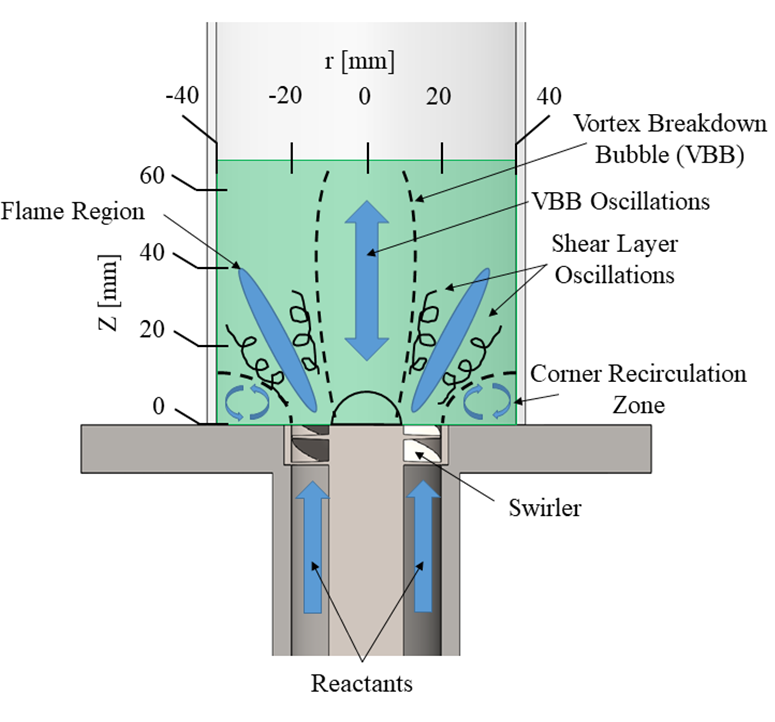 r [mm]
-40
-20
0
20
40
Vortex Breakdown
Bubble (VBB)
60
VBB Oscillations
Flame Region
Shear Layer
Oscillations
40
Z [mm]
20
Corner Recirculation
Zone
0
Swirler
Reactants